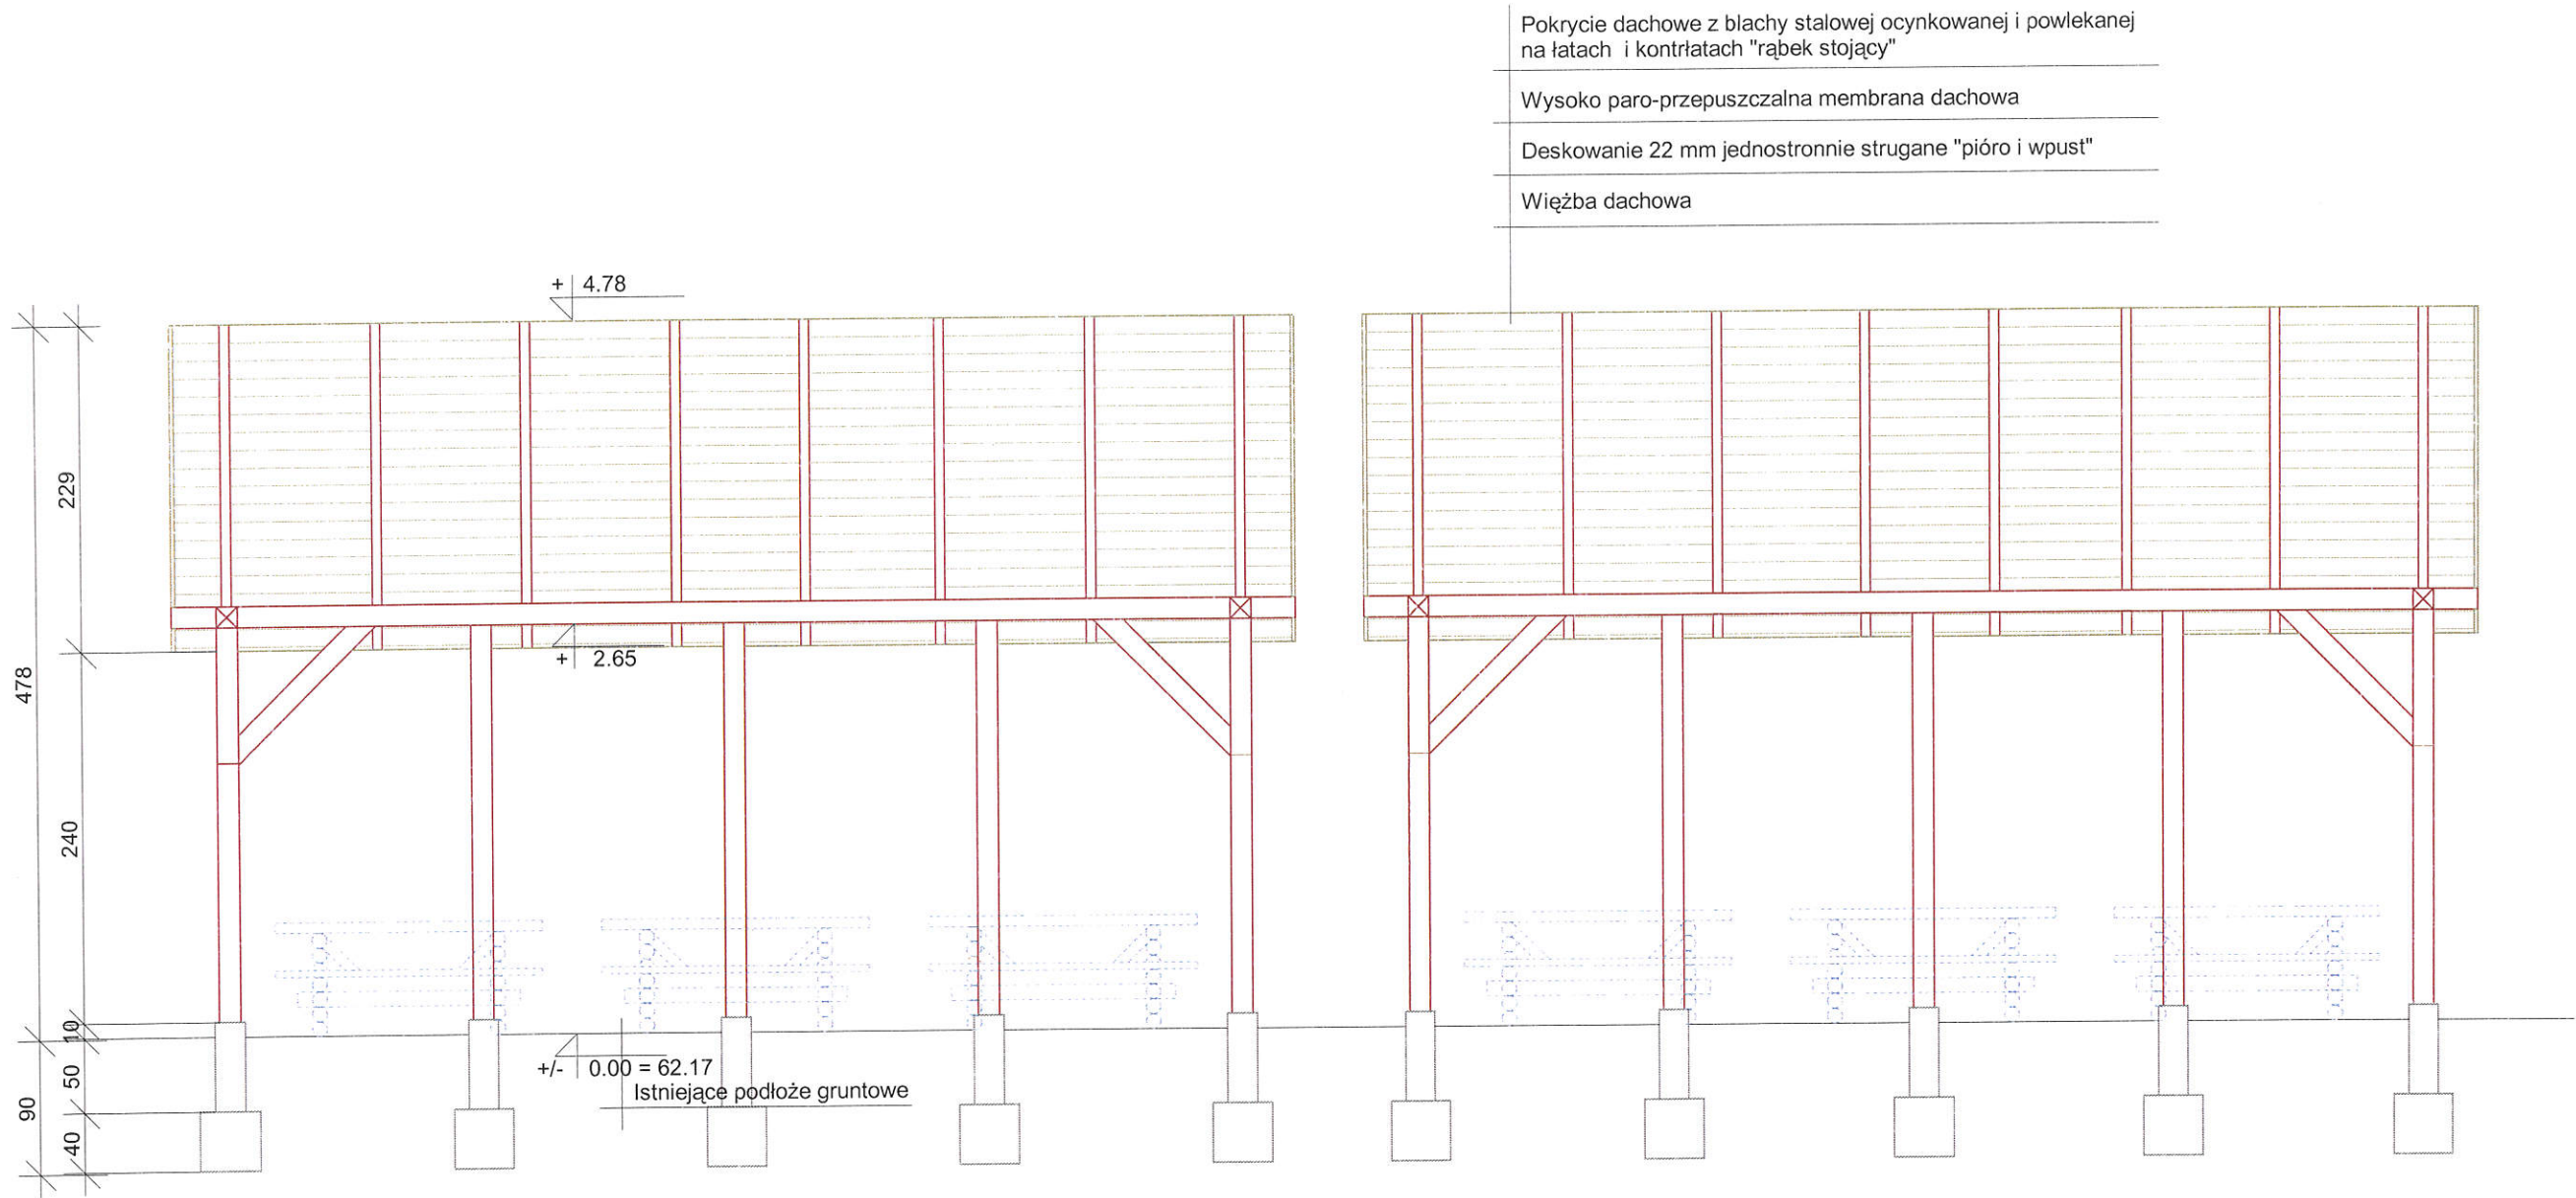 Pokrycie dachowe z blachy stalowej ocynkowanej i powlekanej
na łatach i kontrłatach "rąbek stojący"
Wysoko paro-przepuszczalna membrana dachowa
Deskowanie 22 mm jednostronnie strugane "pióro i wpust"
Więźba dachowa
+ 4.78
229
478
+ 2.65
240
10
+/- 0.00 = 62.17
Istniejące podłoże gruntowe
50
90
40